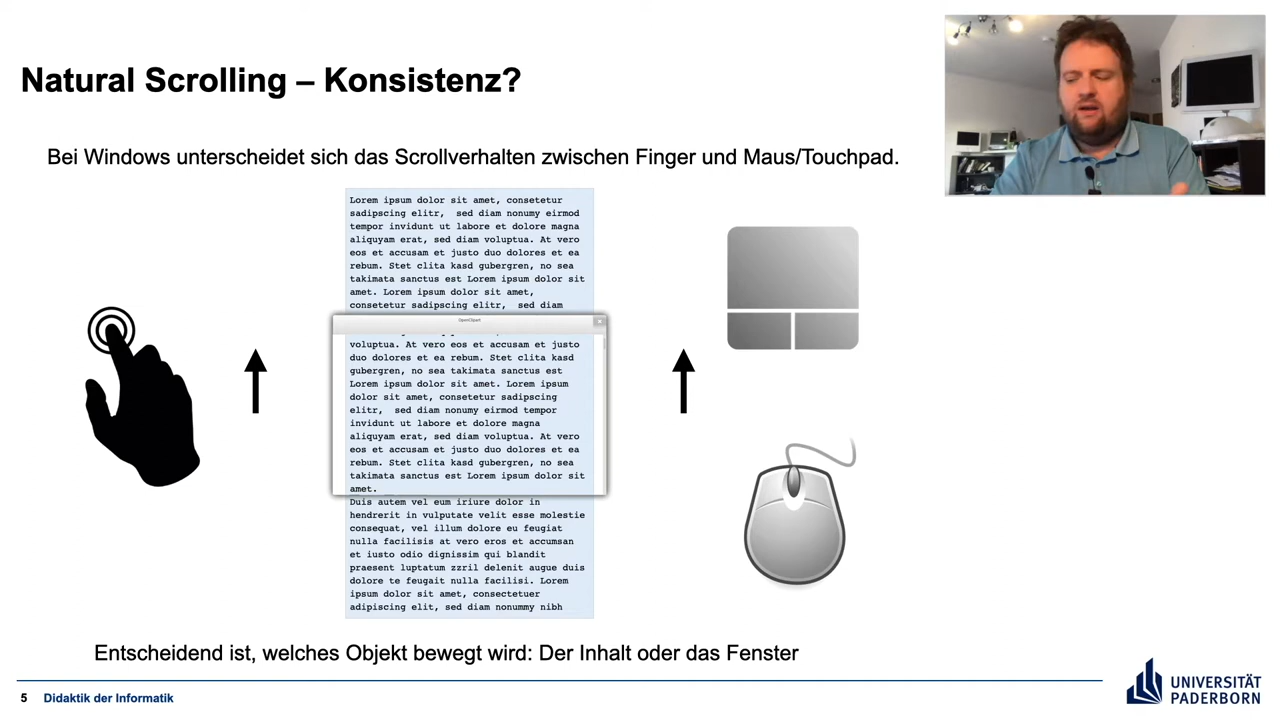 Natural Scrolling – Konsistenz?
Bei Windows unterscheidet sich das Scrollverhalten zwischen Finger und Maus/Touchpad.
Lorem ipsum dolor sit amet, consetetur
sadipscing elitr,  sed diam nonumy eirmod
tempor invidunt ut labore et dolore magna
aliquyam erat, sed diam voluptua. At vero
eos et accusam et justo duo dolores et ea
rebum. Stet clita kasd gubergren, no sea
takimata sanctus est Lorem ipsum dolor sit
amet. Lorem ipsum dolor sit amet,
consetetur sadipscing elitr,  sed diam
OpenClipart
voluptua. At vero eos et accusam et justo
duo dolores et ea rebum. Stet clita kasd
gubergren, no sea takimata sanctus est
Lorem ipsum dolor sit amet. Lorem ipsum
dolor sit amet, consetetur sadipscing
elitr,  sed diam nonumy eirmod tempor
invidunt ut labore et dolore magna
aliquyam erat, sed diam voluptua. At vero
eos et accusam et justo duo dolores et ea
rebum. Stet clita kasd gubergren, no sea
takimata sanctus est Lorem ipsum dolor sit
amet.
Duis autem vel eum iriure dolor in
hendrerit in vulputate velit esse molestie
consequat, vel illum dolore eu feugiat
nulla facilisis at vero eros et accumsan
et iusto odio dignissim qui blandit
praesent luptatum zzril delenit augue duis
dolore te feugait nulla facilisi. Lorem
ipsum dolor sit amet, consectetuer
adipiscing elit, sed diam nonummy nibh
Entscheidend ist, welches Objekt bewegt wird: Der Inhalt oder das Fenster
5 Didaktik der Informatik
UNIVERSITÄT
PADERBORN